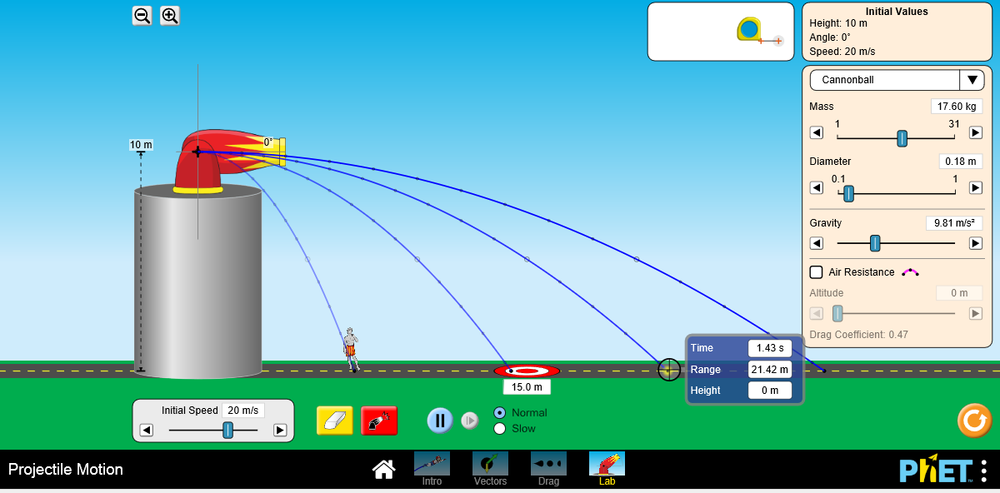 Initial Values
Height: 10 m
Angle: 0°
Speed: 20 m/s
Cannonball
Mass
17.60 kg
1
31
Diameter
0.18 m
0.1
1
Gravity
9.81 m/s²
Air Resistance
Altitude
0 m
Drag Coefficient: 0.47
10 m
0°
Time
1.43 s
Range
21.42 m
Height
0 m
15.0 m
Initial Speed
20 m/s
Normal
Slow
Projectile Motion
Intro
Vectors
Drag
Lab
PhET
TM